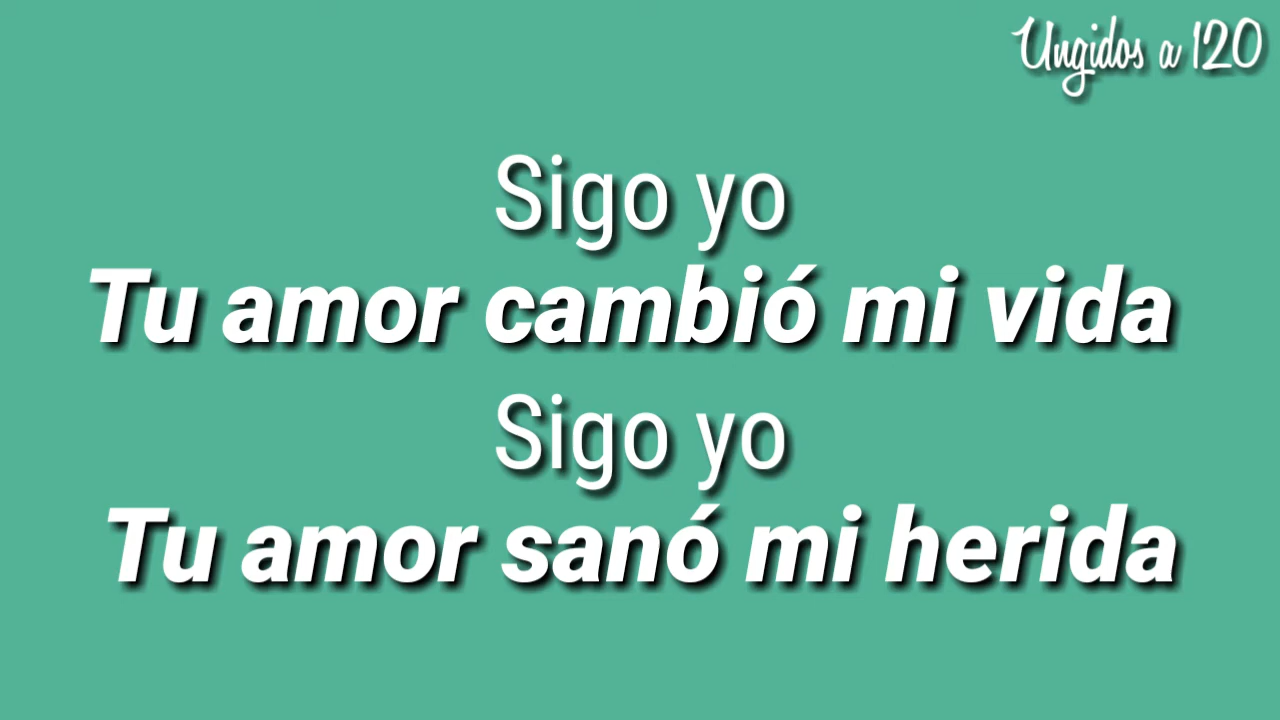 Ungidos a 120
Sigo yo
Tu amor cambió mi vida
Sigo yo
Tu amor sanó mi herida